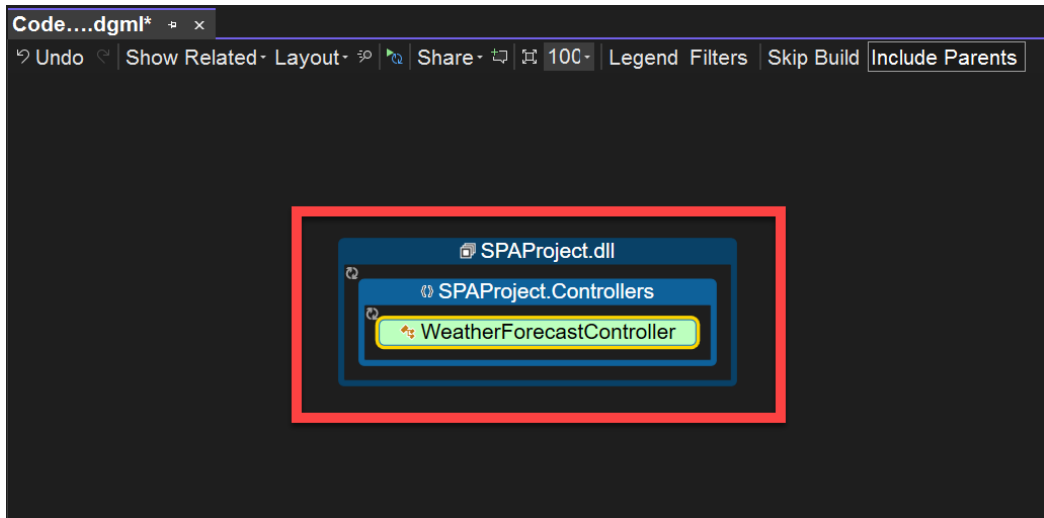 Code....dgml*
Undo Show Related Layout Share 100 Legend Filters Skip Build Include Parents
SPAProject.dll
SPAProject.Controllers
WeatherForecastController